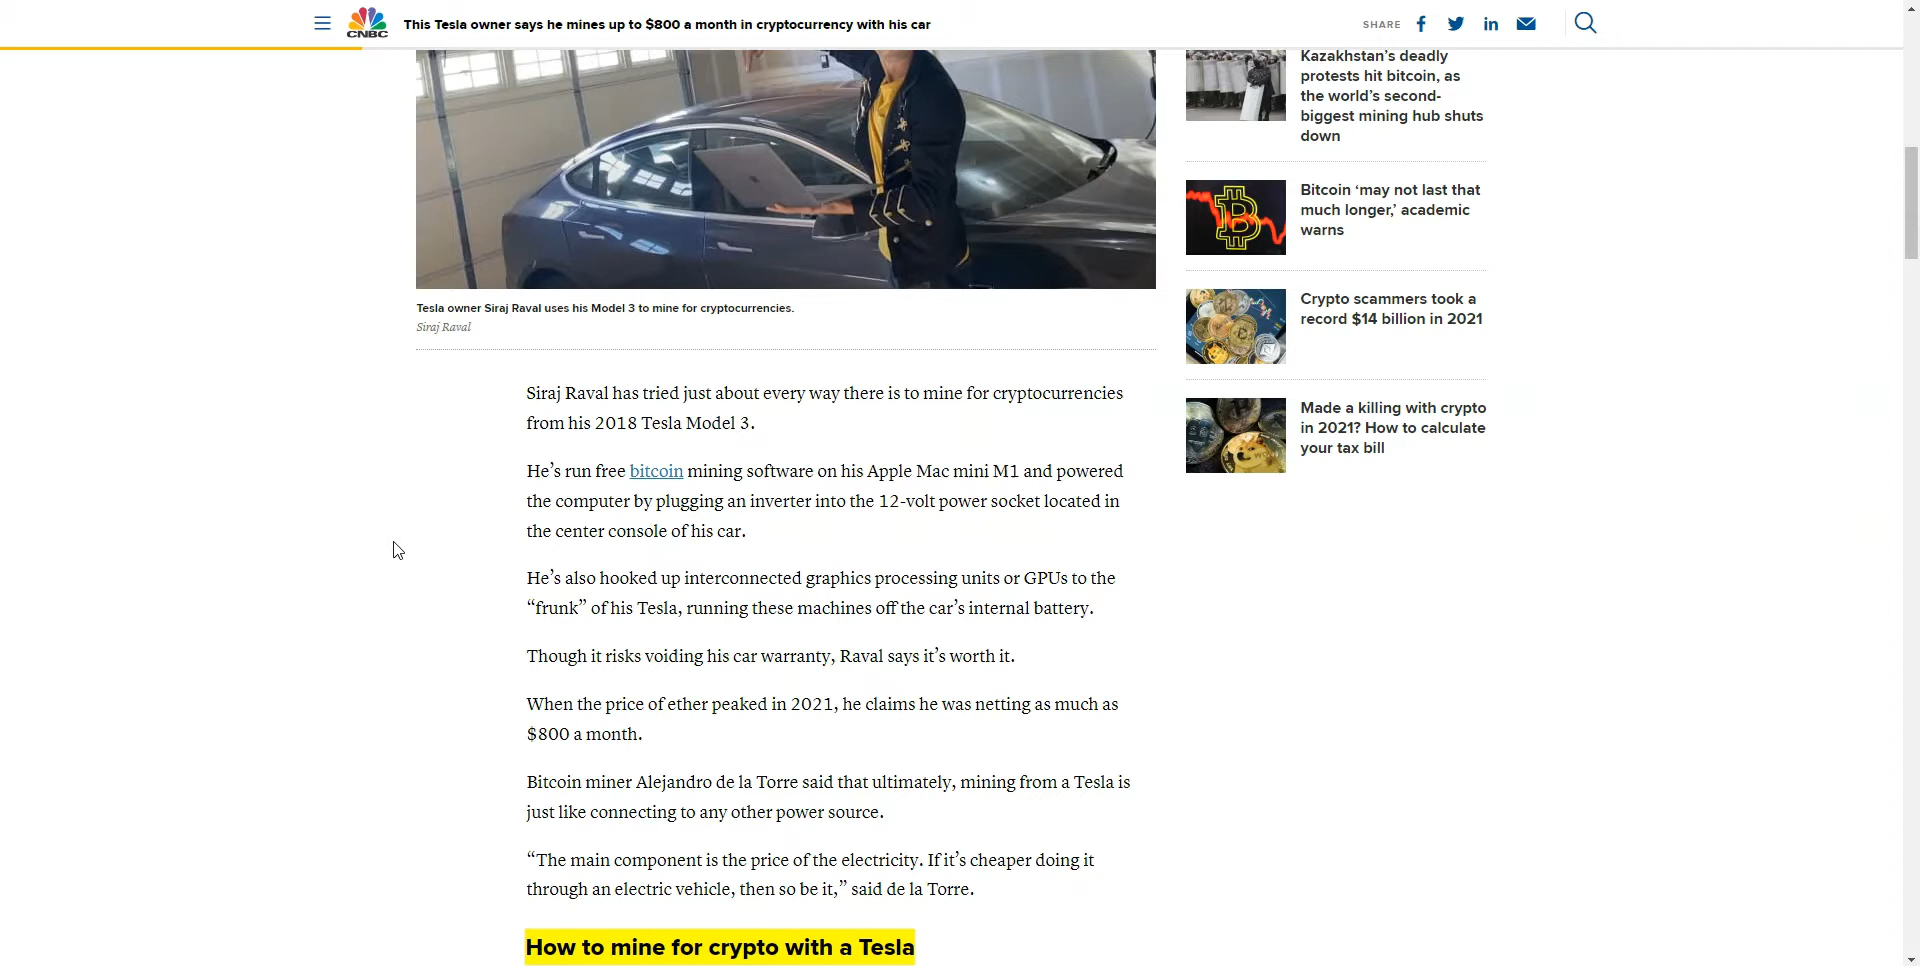 CNBC
This Tesla owner says he mines up to $800 a month in cryptocurrency with his car
SHARE
Tesla owner Siraj Raval uses his Model 3 to mine for cryptocurrencies.
Siraj Raval
Siraj Raval has tried just about every way there is to mine for cryptocurrencies
from his 2018 Tesla Model 3.
He’s run free bitcoin mining software on his Apple Mac mini M1 and powered
the computer by plugging an inverter into the 12-volt power socket located in
the center console of his car.
He’s also hooked up interconnected graphics processing units or GPUs to the
“frunk” of his Tesla, running these machines off the car’s internal battery.
Though it risks voiding his car warranty, Raval says it’s worth it.
When the price of ether peaked in 2021, he claims he was netting as much as
$800 a month.
Bitcoin miner Alejandro de la Torre said that ultimately, mining from a Tesla is
just like connecting to any other power source.
“The main component is the price of the electricity. If it’s cheaper doing it
through an electric vehicle, then so be it,” said de la Torre.
How to mine for crypto with a Tesla
Kazakhstan’s deadly
protests hit bitcoin, as
the world’s second-
biggest mining hub shuts
down
Bitcoin ‘may not last that
much longer,’ academic
warns
Crypto scammers took a
record $14 billion in 2021
Made a killing with crypto
in 2021? How to calculate
your tax bill